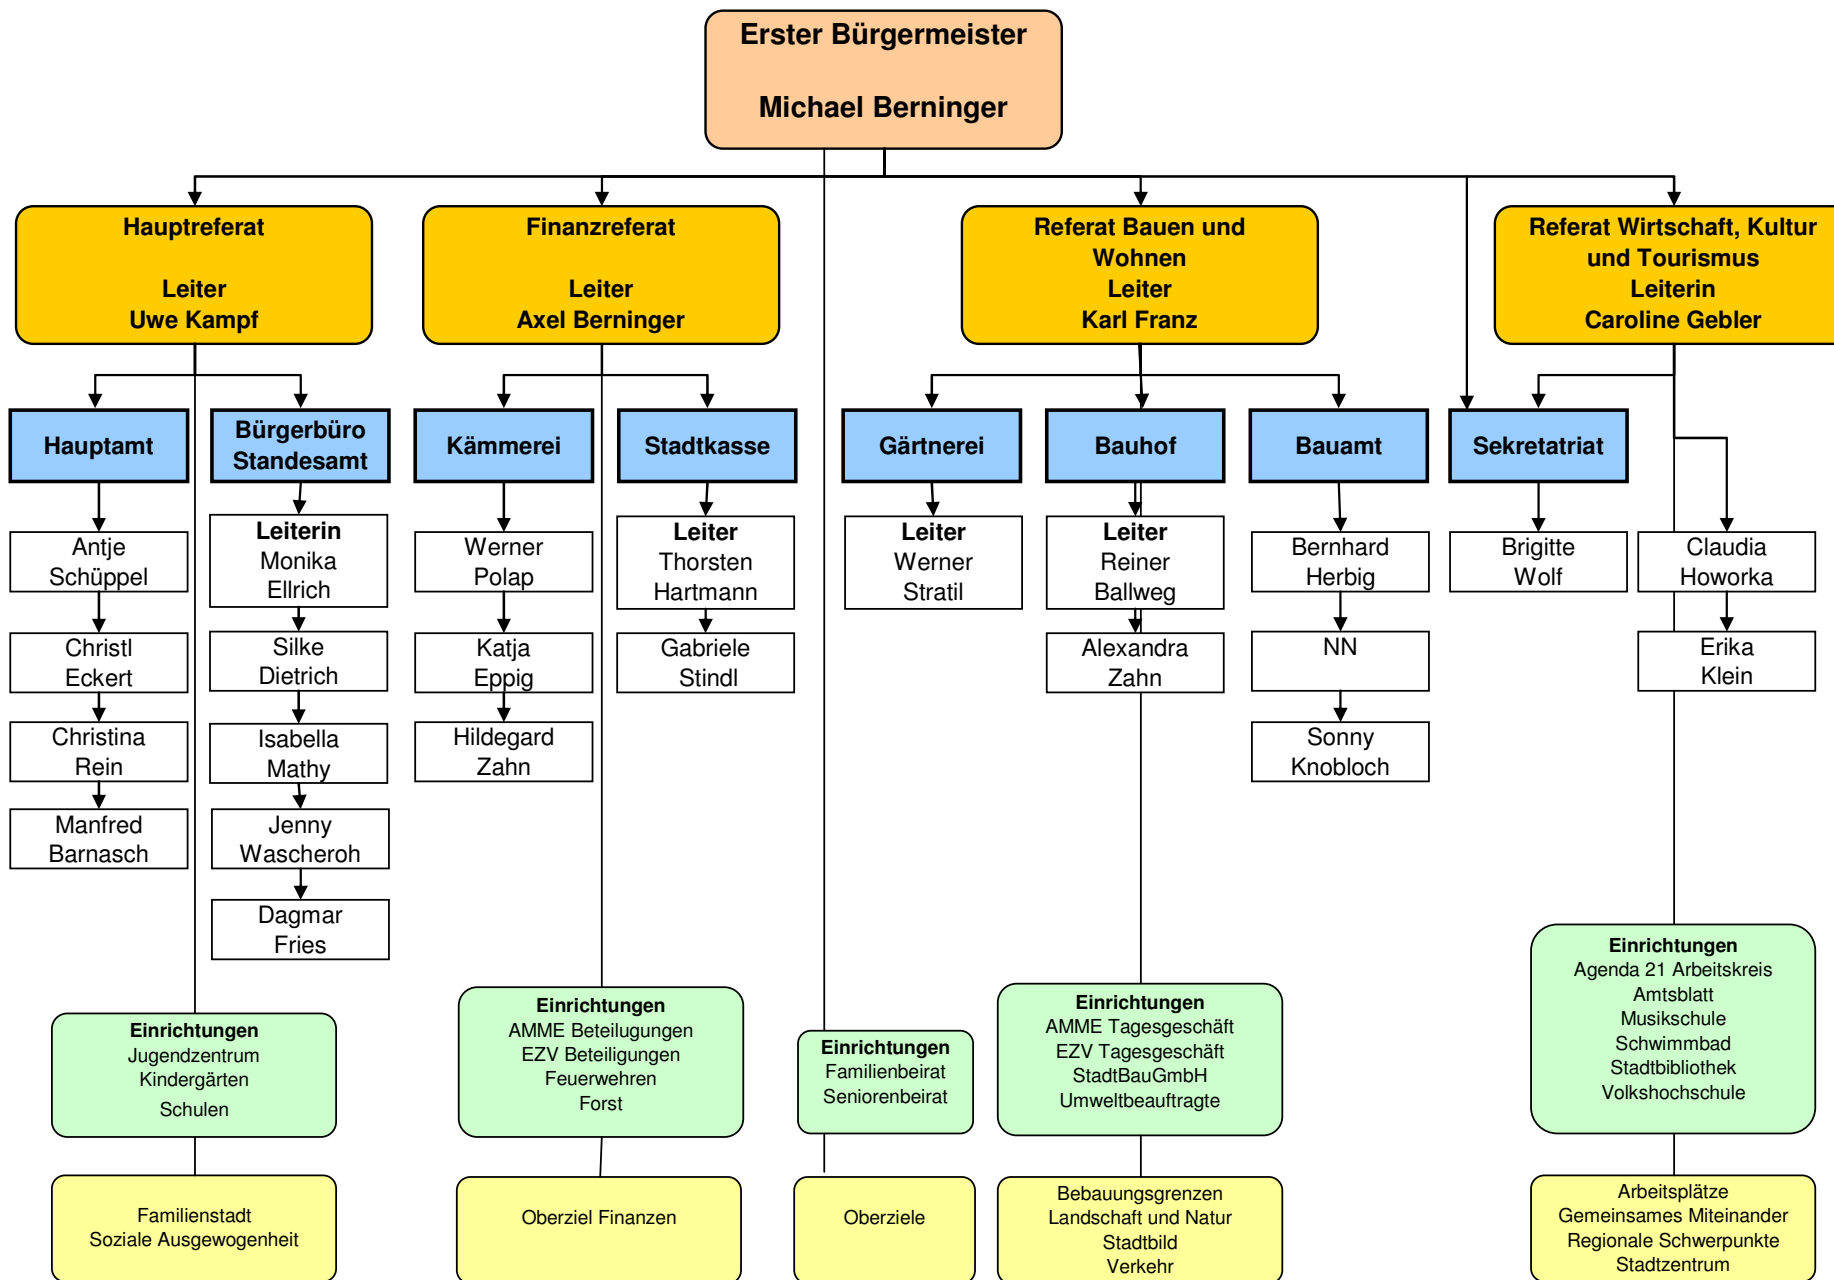 Erster Bürgermeister
Michael Berninger
Hauptreferat
Leiter
Uwe Kampf
Finanzreferat
Leiter
Axel Berninger
Referat Bauen und
Wohnen
Leiter
Karl Franz
Referat Wirtschaft, Kultur
und Tourismus
Leiterin
Caroline Gebler
Hauptamt
Bürgerbüro
Standesamt
Kämmerei
Stadtkasse
Gärtnerei
Bauhof
Bauamt
Sekretatriat
Antje
Schüppel
Christl
Eckert
Christina
Rein
Manfred
Barnasch
Leiterin
Monika
Ellrich
Silke
Dietrich
Isabella
Mathy
Jenny
Wascheroh
Dagmar
Fries
Werner
Polap
Katja
Eppig
Hildegard
Zahn
Leiter
Thorsten
Hartmann
Gabriele
Stindl
Leiter
Werner
Stratil
Leiter
Reiner
Ballweg
Alexandra
Zahn
Bernhard
Herbig
NN
Sonny
Knobloch
Brigitte
Wolf
Claudia
Howorka
Erika
Klein
Einrichtungen
Jugendzentrum
Kindergärten
Schulen
Einrichtungen
AMME Beteilugungen
EZV Beteiligungen
Feuerwehren
Forst
Einrichtungen
Familienbeirat
Seniorenbeirat
Einrichtungen
AMME Tagesgeschäft
EZV Tagesgeschäft
StadtBauGmbH
Umweltbeauftragte
Einrichtungen
Agenda 21 Arbeitskreis
Amtsblatt
Musikschule
Schwimmbad
Stadtbibliothek
Volkshochschule
Familienstadt
Soziale Ausgewogenheit
Oberziel Finanzen
Oberziele
Bebauungsgrenzen
Landschaft und Natur
Stadtbild
Verkehr
Arbeitsplätze
Gemeinsames Miteinander
Regionale Schwerpunkte
Stadtzentrum